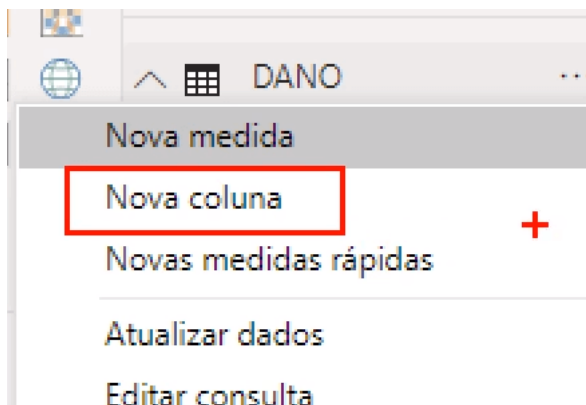 DANO
Nova medida
Nova coluna
Novas medidas rápidas
Atualizar dados
Editar consulta